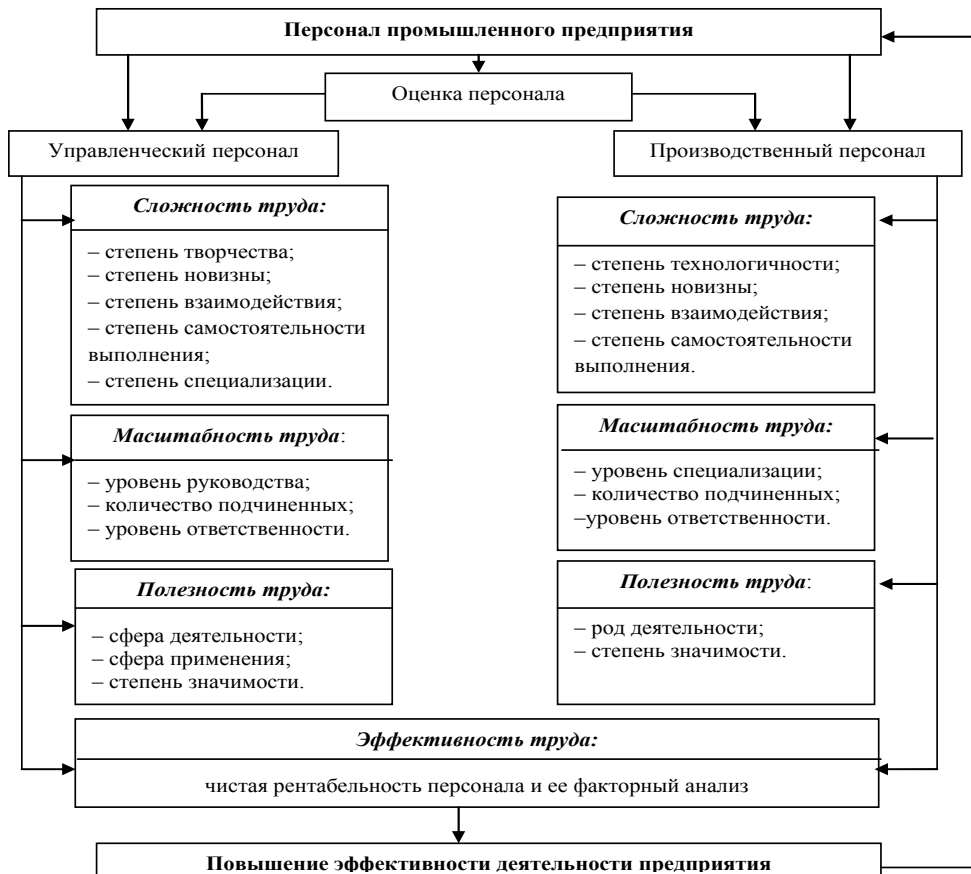 Персонал промышленного предприятия
Оценка персонала
Управленческий персонал
Производственный персонал
Сложность труда:
– степень творчества;
– степень новизны;
– степень взаимодействия;
– степень самостоятельности
выполнения;
– степень специализации.
Сложность труда:
– степень технологичности;
– степень новизны;
– степень взаимодействия;
– степень самостоятельности
выполнения.
Масштабность труда:
– уровень руководства;
– количество подчиненных;
– уровень ответственности.
Масштабность труда:
– уровень специализации;
– количество подчиненных;
–уровень ответственности.
Полезность труда:
– сфера деятельности;
– сфера применения;
– степень значимости.
Полезность труда:
– род деятельности;
– степень значимости.
Эффективность труда:
чистая рентабельность персонала и ее факторный анализ
Повышение эффективности деятельности предприятия